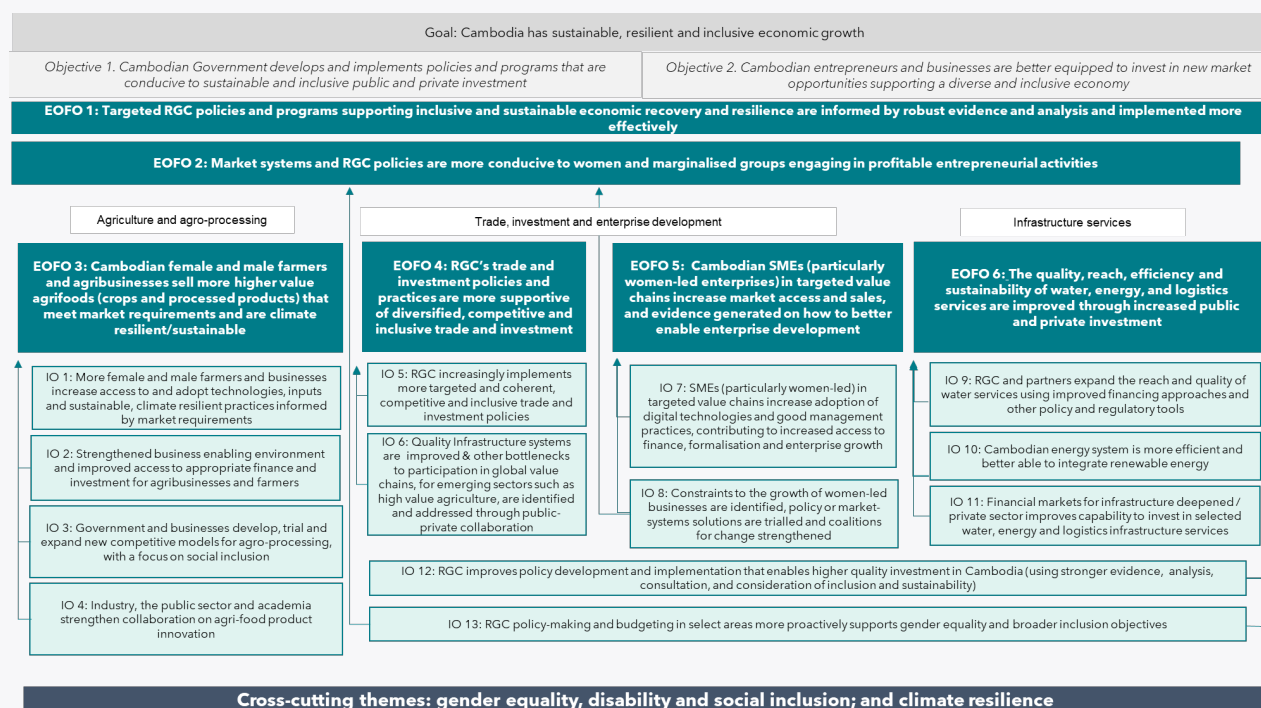 Goal: Cambodia has sustainable, resilient and inclusive economic growth
Objective 1. Cambodian Government develops and implements policies and programs that are
conducive to sustainable and inclusive public and private investment
Objective 2. Cambodian entrepreneurs and businesses are better equipped to invest in new market
opportunities supporting a diverse and inclusive economy
EOFO 1: Targeted RGC policies and programs supporting inclusive and sustainable economic recovery and resilience are informed by robust evidence and analysis and implemented more
effectively
EOFO 2: Market systems and RGC policies are more conducive to women and marginalised groups engaging in profitable entrepreneurial activities
Agriculture and agro-processing
Trade, investment and enterprise development
Infrastructure services
EOFO 3: Cambodian female and male farmers
and agribusinesses sell more higher value
agrifoods (crops and processed products) that
meet market requirements and are climate
resilient/sustainable
EOFO 4: RGC's trade and
investment policies and
practices are more supportive
of diversified, competitive and
inclusive trade and investment
EOFO 5: Cambodian SMEs (particularly
women-led enterprises) in targeted value
chains increase market access and sales,
and evidence generated on how to better
enable enterprise development
EOFO 6: The quality, reach, efficiency and
sustainability of water, energy, and logistics
services are improved through increased public
and private investment
IO 1: More female and male farmers and businesses
increase access to and adopt technologies, inputs
and sustainable, climate resilient practices informed
by market requirements
IO 2: Strengthened business enabling environment
and improved access to appropriate finance and
investment for agribusinesses and farmers
IO 3: Government and businesses develop, trial and
expand new competitive models for agro-processing,
with a focus on social inclusion
IO 4: Industry, the public sector and academia
strengthen collaboration on agri-food product
innovation
IO 5: RGC increasingly implements
more targeted and coherent,
competitive and inclusive trade and
investment policies
IO 6: Quality Infrastructure systems
are improved & other bottlenecks
to participation in global value
chains, for emerging sectors such as
high value agriculture, are identified
and addressed through public-
private collaboration
IO 7: SMEs (particularly women-led) in
targeted value chains increase adoption of
digital technologies and good management
practices, contributing to increased access to
finance, formalisation and enterprise growth
IO 8: Constraints to the growth of women-led
businesses are identified, policy or market-
systems solutions are trialled and coalitions
for change strengthened
IO 9: RGC and partners expand the reach and quality of
water services using improved financing approaches and
other policy and regulatory tools
IO 10: Cambodian energy system is more efficient and
better able to integrate renewable energy
IO 11: Financial markets for infrastructure deepened /
private sector improves capability to invest in selected
water, energy and logistics infrastructure services
IO 12: RGC improves policy development and implementation that enables higher quality investment in Cambodia (using stronger evidence, analysis,
consultation, and consideration of inclusion and sustainability)
IO 13: RGC policy-making and budgeting in select areas more proactively supports gender equality and broader inclusion objectives
Cross-cutting themes: gender equality, disability and social inclusion; and climate resilience